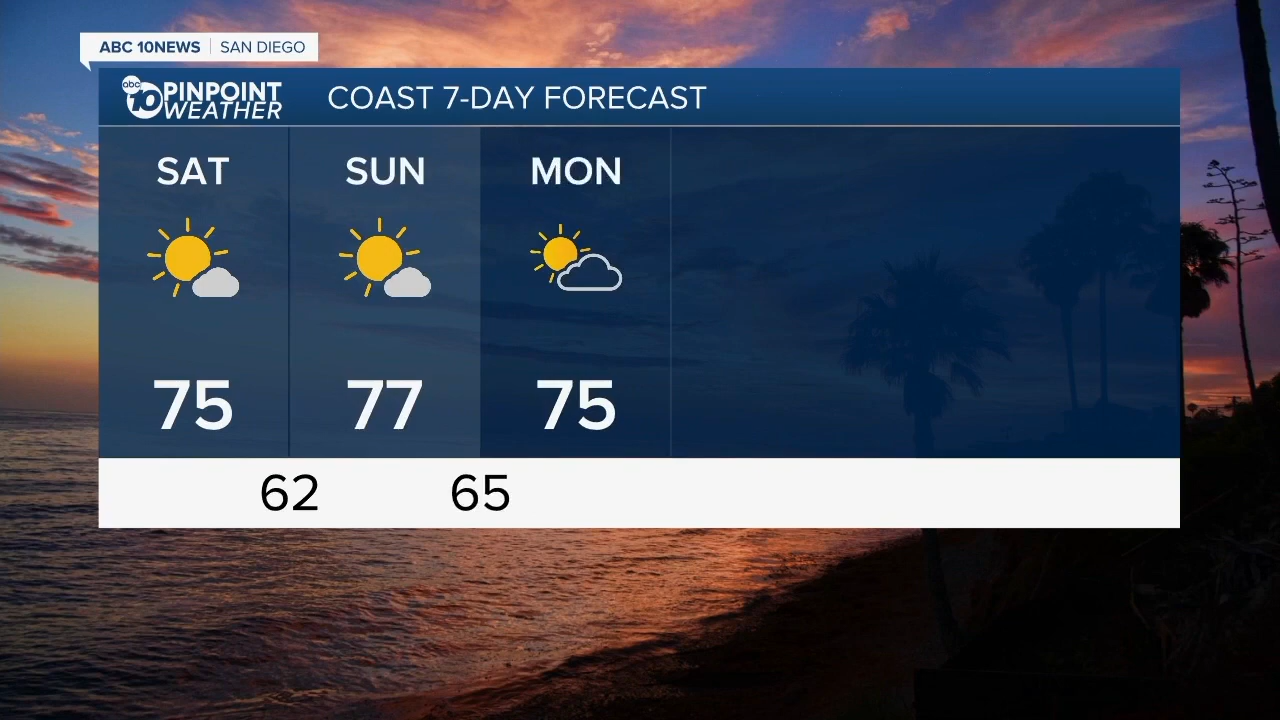 ABC 10NEWS | SAN DIEGO
abc 10 PINPOINT WEATHER
COAST 7-DAY FORECAST
SAT SUN MON
75 77 75
62 65